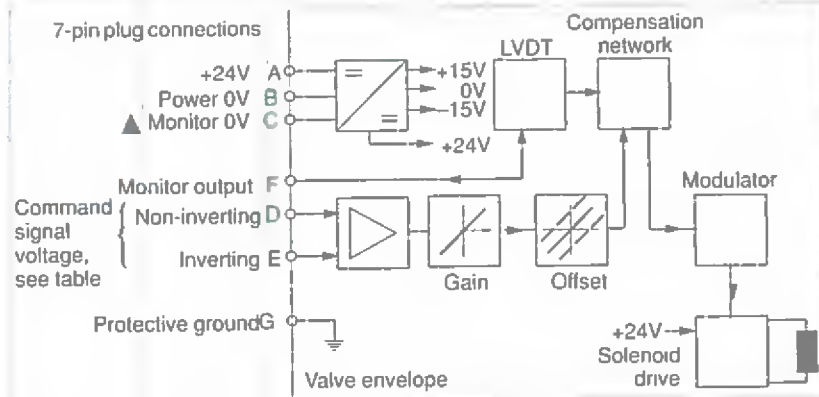 7-pin plug connections
+24V A
Power 0V B
▲ Monitor 0V C
+15V
0V
-15V
+24V
LVDT
Compensation
network
Monitor output F
Command
signal
voltage,
see table
Non-inverting D
Inverting E
Gain
Offset
Modulator
Protective ground G
+24V
Solenoid
drive
Valve envelope